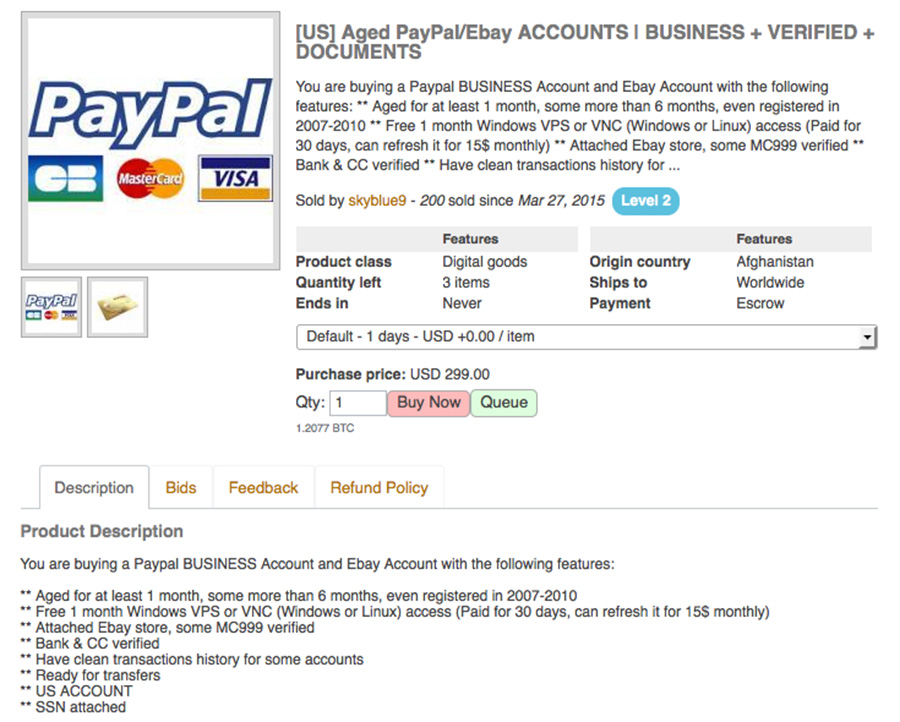 PayPal
CB MasterCard VISA
PayPal
[US] Aged PayPal/Ebay ACCOUNTS | BUSINESS + VERIFIED +
DOCUMENTS
You are buying a Paypal BUSINESS Account and Ebay Account with the following
features: ** Aged for at least 1 month, some more than 6 months, even registered in
2007-2010 ** Free 1 month Windows VPS or VNC (Windows or Linux) access (Paid for
30 days, can refresh it for 15$ monthly) ** Attached Ebay store, some MC999 verified **
Bank & CC verified ** Have clean transactions history for ...
Sold by skyblue9 - 200 sold since Mar 27, 2015 Level 2
Features
Product class Digital goods
Quantity left 3 items
Ends in Never
Features
Origin country Afghanistan
Ships to Worldwide
Payment Escrow
Default - 1 days - USD +0.00 / item
Purchase price: USD 299.00
Qty: 1 Buy Now Queue
1.2077 BTC
Description Bids Feedback Refund Policy
Product Description
You are buying a Paypal BUSINESS Account and Ebay Account with the following features:
** Aged for at least 1 month, some more than 6 months, even registered in 2007-2010
** Free 1 month Windows VPS or VNC (Windows or Linux) access (Paid for 30 days, can refresh it for 15$ monthly)
** Attached Ebay store, some MC999 verified
** Bank & CC verified
** Have clean transactions history for some accounts
** Ready for transfers
** US ACCOUNT
** SSN attached